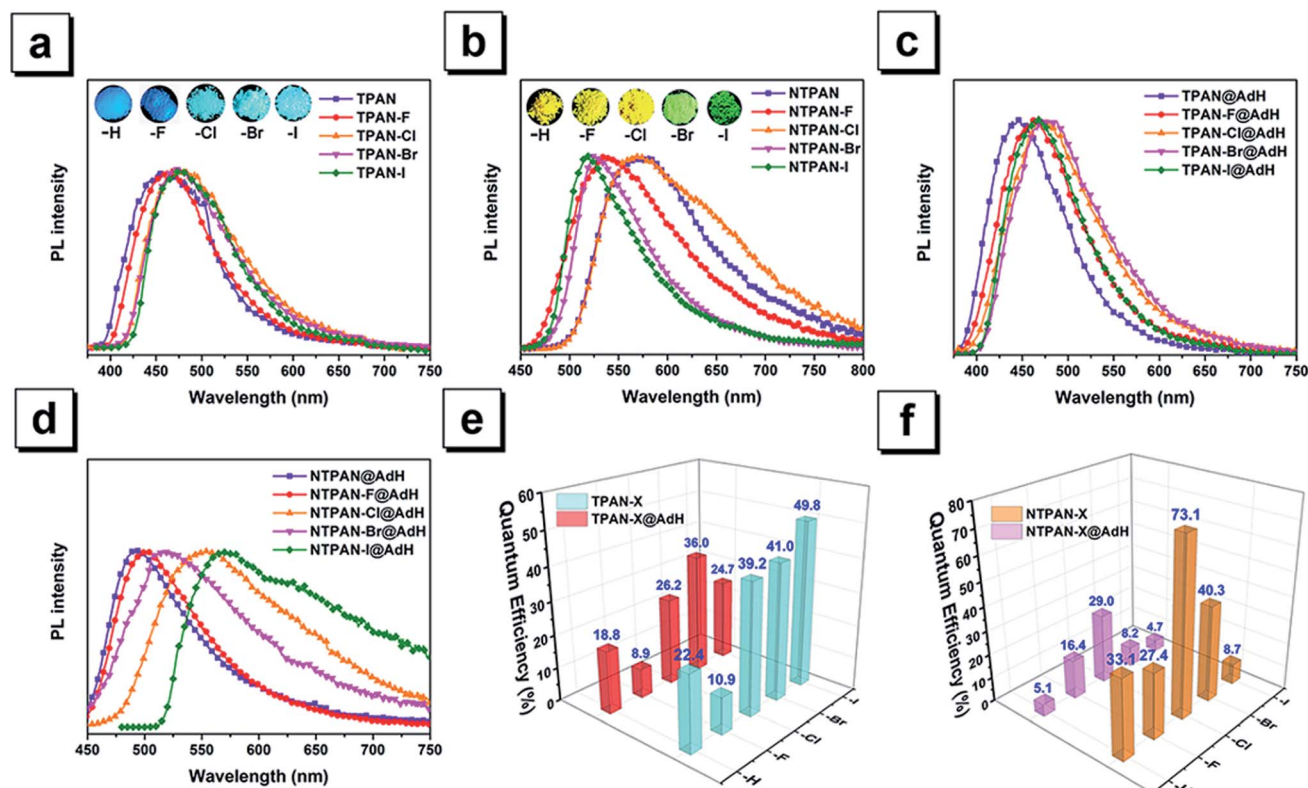 a
-H -F -Cl -Br -I
TPAN
TPAN-F
TPAN-Cl
TPAN-Br
TPAN-I
PL intensity
400 450 500 550 600 650 700 750
Wavelength (nm)
b
-H -F -Cl -Br -I
NTPAN
NTPAN-F
NTPAN-Cl
NTPAN-Br
NTPAN-I
PL intensity
450 500 550 600 650 700 750 800
Wavelength (nm)
c
TPAN@AdH
TPAN-F@AdH
TPAN-Cl@AdH
TPAN-Br@AdH
TPAN-I@AdH
PL intensity
400 450 500 550 600 650 700 750
Wavelength (nm)
d
NTPAN@AdH
NTPAN-F@AdH
NTPAN-Cl@AdH
NTPAN-Br@AdH
NTPAN-I@AdH
PL intensity
450 500 550 600 650 700 750
Wavelength (nm)
e
TPAN-X
TPAN-X@AdH
Quantum Efficiency (%)
60
50
40
30
20
10
0
18.8
8.9
26.2
36.0
24.7
22.4
10.9
39.2
41.0
49.8
-H
-F
-Cl
-Br
-I
f
NTPAN-X
NTPAN-X@AdH
Quantum Efficiency (%)
80
70
60
50
40
30
20
10
0
5.1
16.4
29.0
8.2
4.7
33.1
27.4
73.1
40.3
8.7
-F
-Cl
-Br
-I